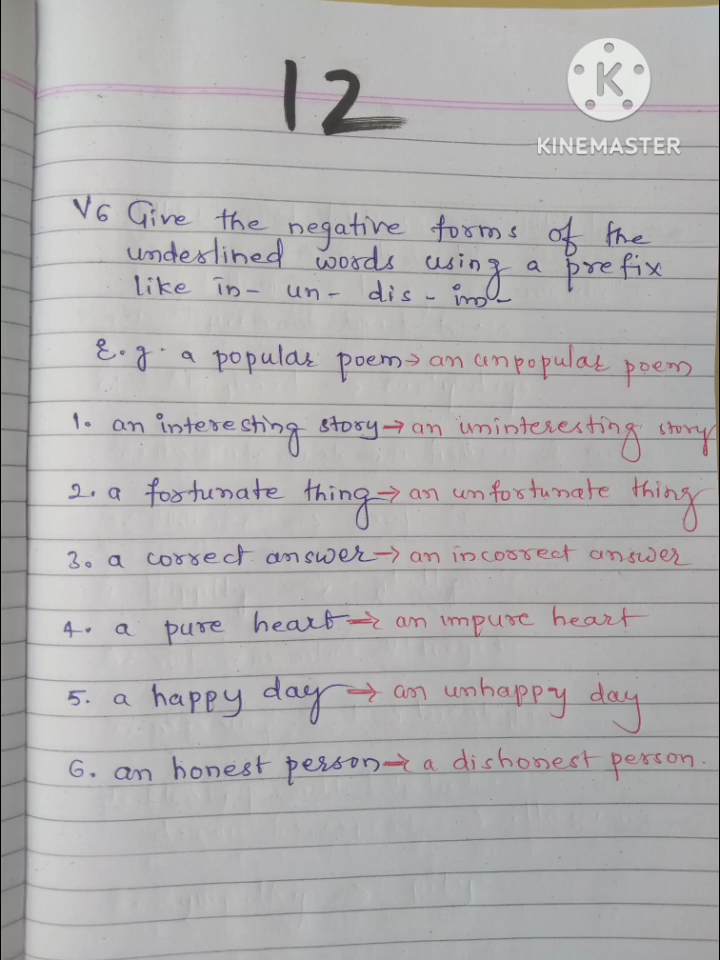 12
K
KINEMASTER
V6 Give the negative forms of the
underlined words using a prefix
like in- un- dis- im-
E.g. a popular poem → an unpopular poem
1. an interesting story → an uninteresting story
2. a fortunate thing → an unfortunate thing
3. a correct answer → an incorrect answer
4. a pure heart → an impure heart
5. a happy day → an unhappy day
6. an honest person → a dishonest person.